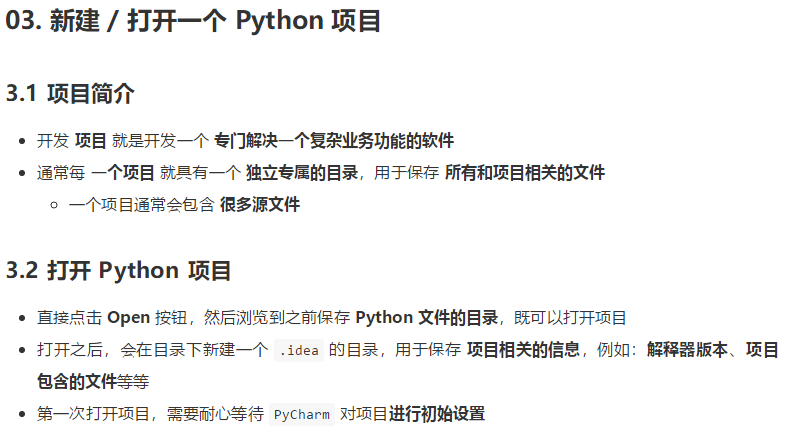 03. 新建 / 打开一个 Python 项目
3.1 项目简介
开发 项目 就是开发一个 专门解决一个复杂业务功能的软件
通常每 一个项目 就具有一个 独立专属的目录，用于保存 所有和项目相关的文件
一个项目通常会包含 很多源文件
3.2 打开 Python 项目
直接点击 Open 按钮，然后浏览到之前保存 Python 文件的目录，既可以打开项目
打开之后，会在目录下新建一个 .idea 的目录，用于保存 项目相关的信息，例如：解释器版本、项目
包含的文件等等
第一次打开项目，需要耐心等待 PyCharm 对项目进行初始设置